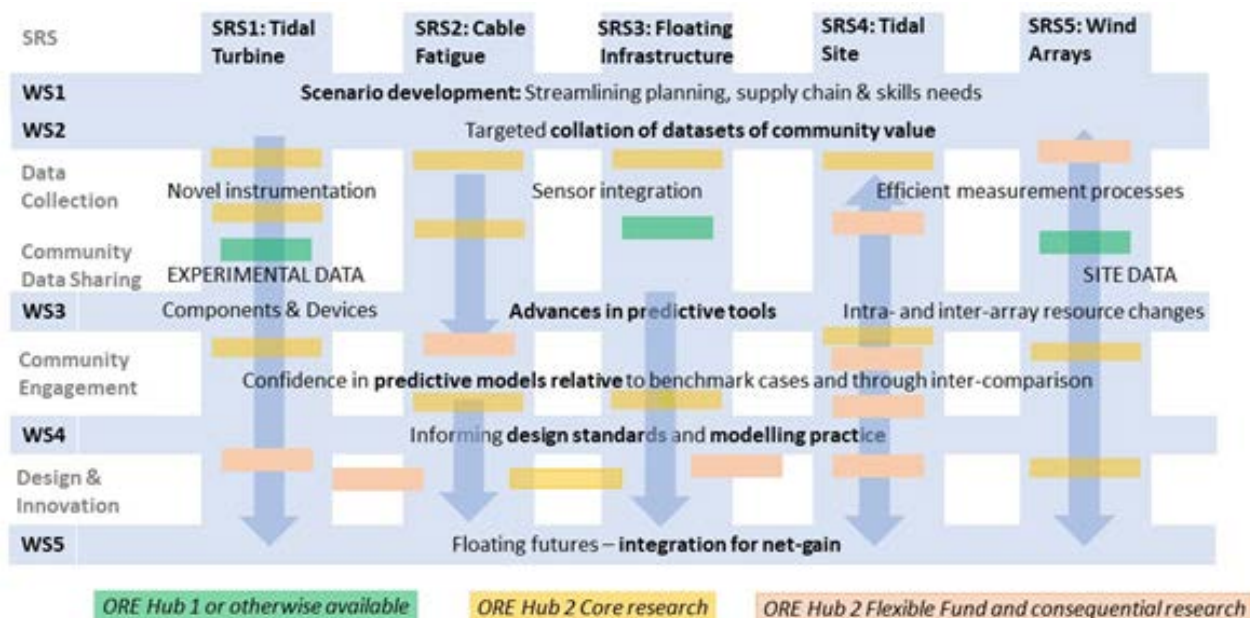 SRS
SRS1: Tidal Turbine
SRS2: Cable Fatigue
SRS3: Floating Infrastructure
SRS4: Tidal Site
SRS5: Wind Arrays
WS1
Scenario development: Streamlining planning, supply chain & skills needs
WS2
Targeted collation of datasets of community value
Data Collection
Novel instrumentation
Sensor integration
Efficient measurement processes
Community Data Sharing
EXPERIMENTAL DATA
SITE DATA
WS3
Components & Devices
Advances in predictive tools
Intra- and inter-array resource changes
Community Engagement
Confidence in predictive models relative to benchmark cases and through inter-comparison
WS4
Informing design standards and modelling practice
Design & Innovation
WS5
Floating futures – integration for net-gain
ORE Hub 1 or otherwise available
ORE Hub 2 Core research
ORE Hub 2 Flexible Fund and consequential research